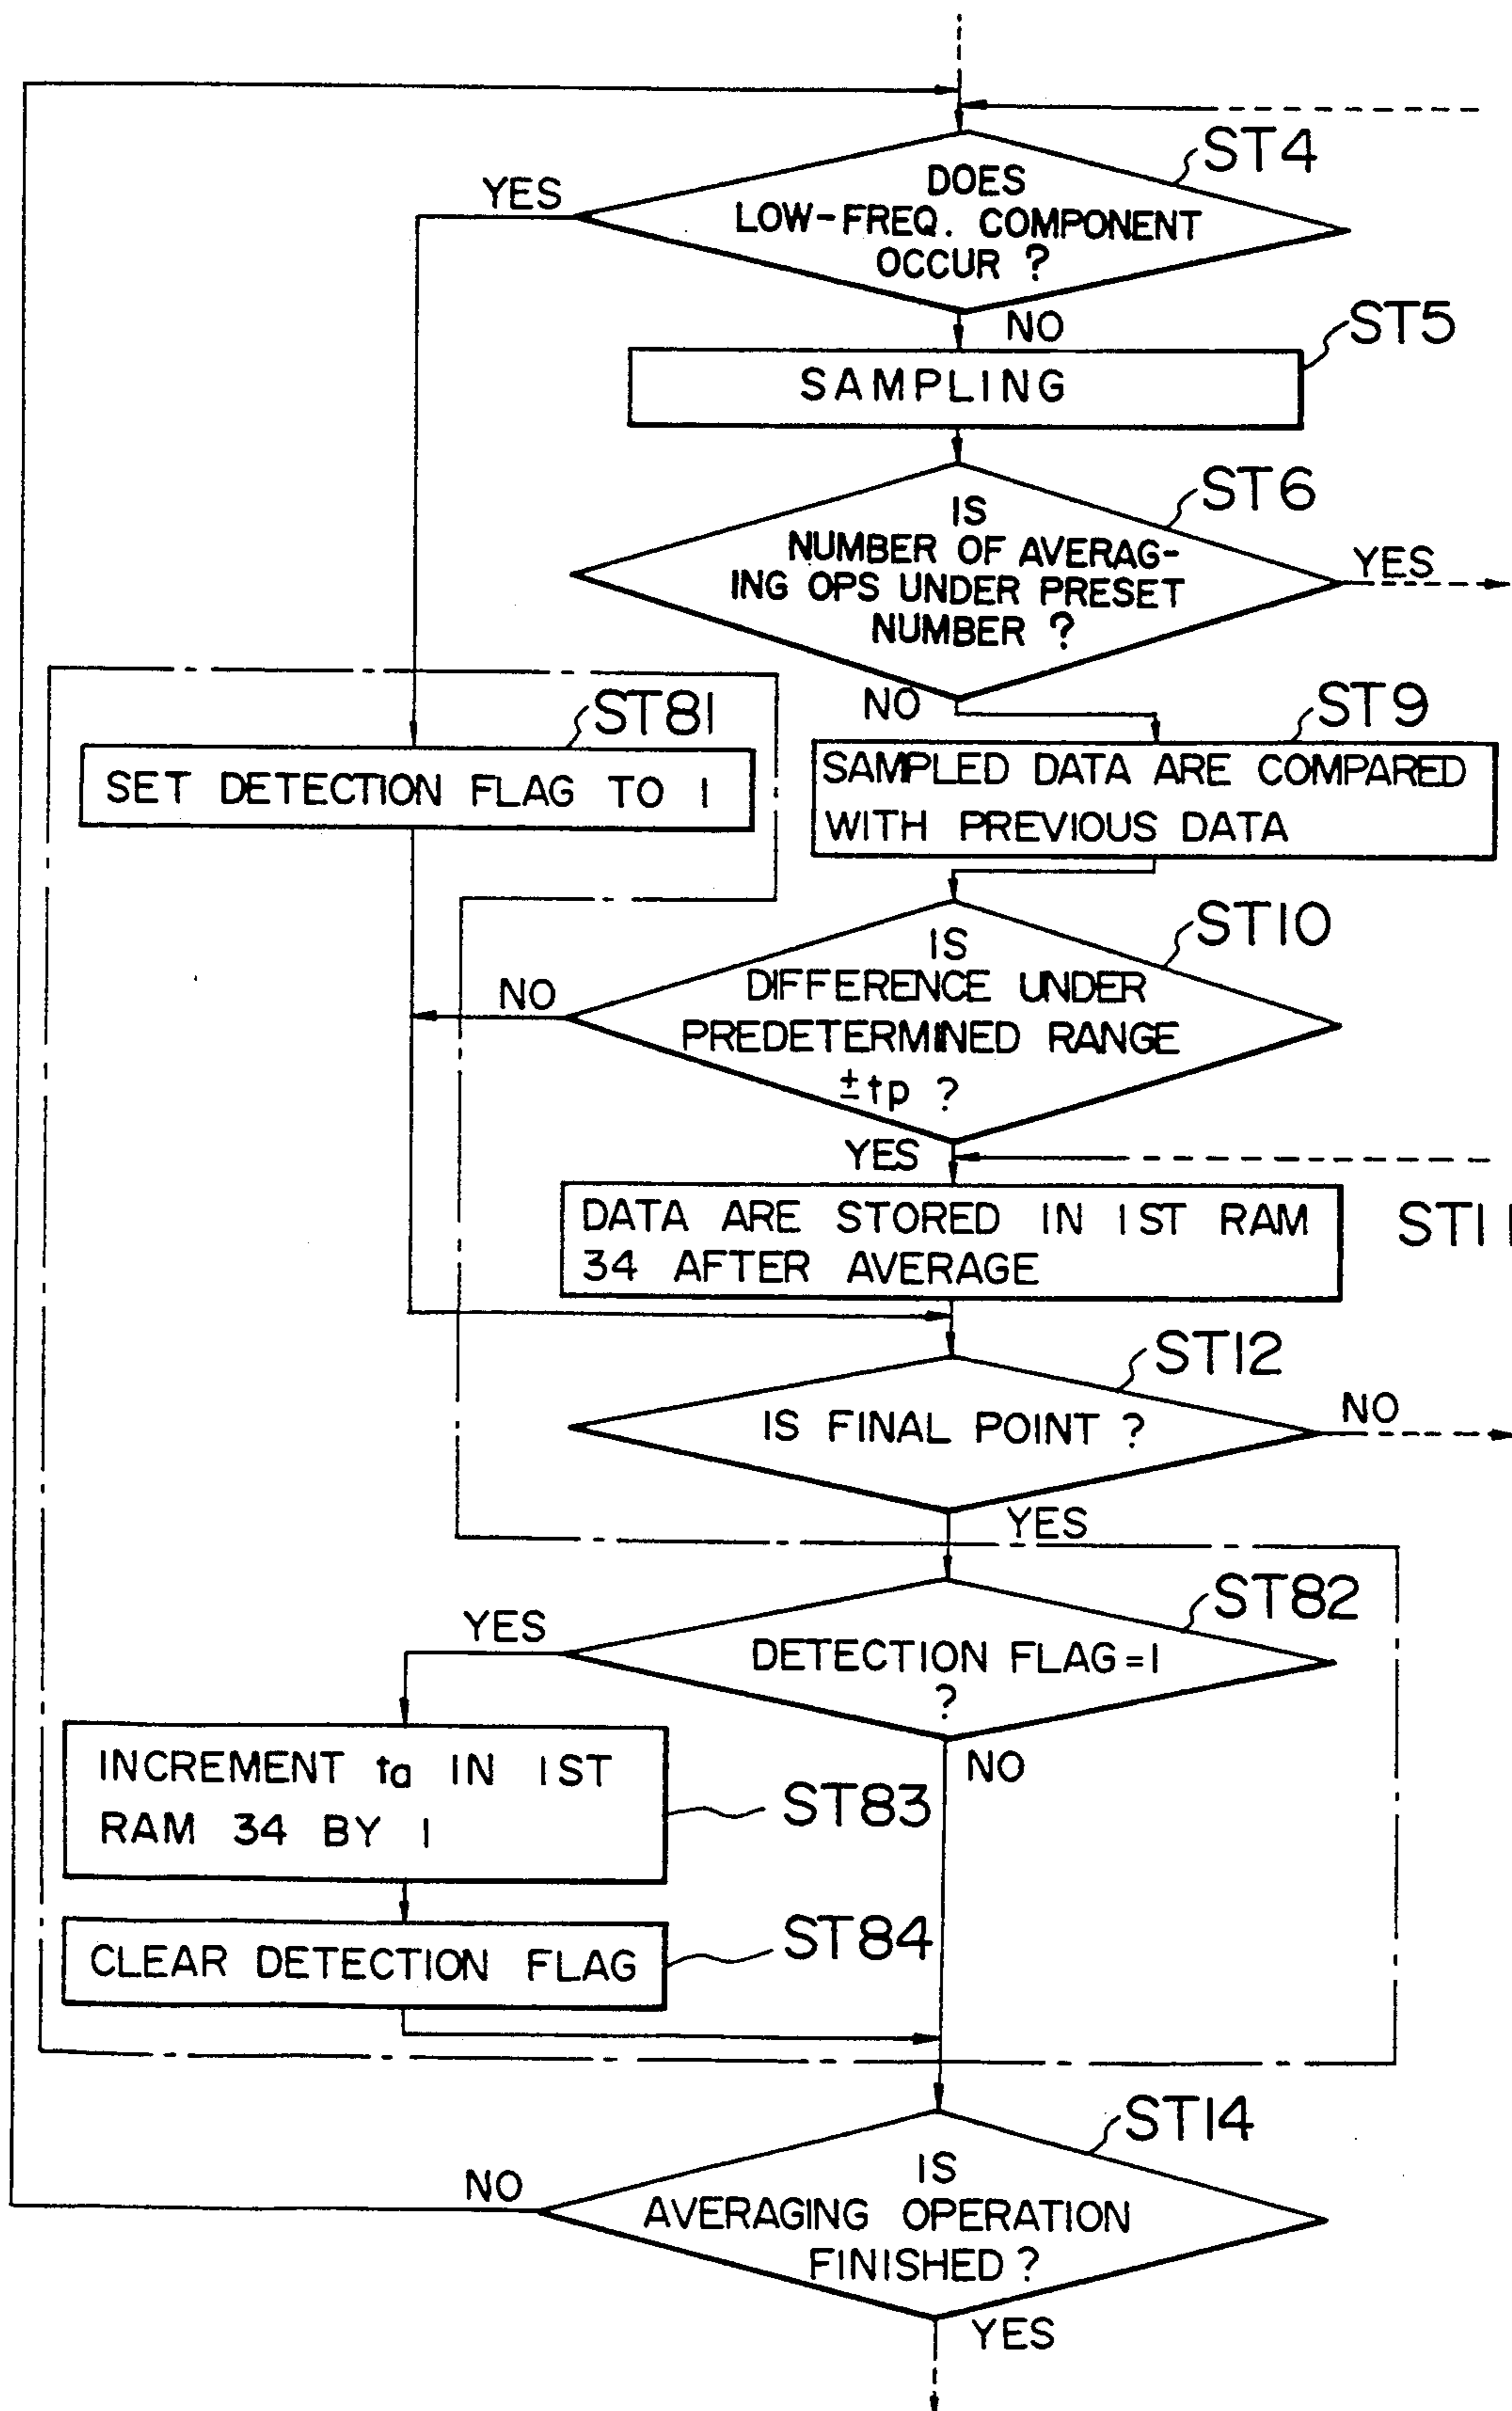 ST4
YES
DOES
LOW-FREQ. COMPONENT
OCCUR ?
NO
ST5
SAMPLING
ST6
IS
NUMBER OF AVERAG-
ING OPS UNDER PRESET
NUMBER ?
YES
NO
ST81
SET DETECTION FLAG TO 1
ST9
SAMPLED DATA ARE COMPARED
WITH PREVIOUS DATA
ST10
IS
DIFFERENCE UNDER
PREDETERMINED RANGE
±tp ?
NO
YES
DATA ARE STORED IN 1ST RAM
34 AFTER AVERAGE
ST11
ST12
IS FINAL POINT ?
NO
YES
ST82
YES
DETECTION FLAG=1
?
NO
INCREMENT ta IN 1ST
RAM 34 BY 1
ST83
CLEAR DETECTION FLAG
ST84
ST14
NO
IS
AVERAGING OPERATION
FINISHED ?
YES